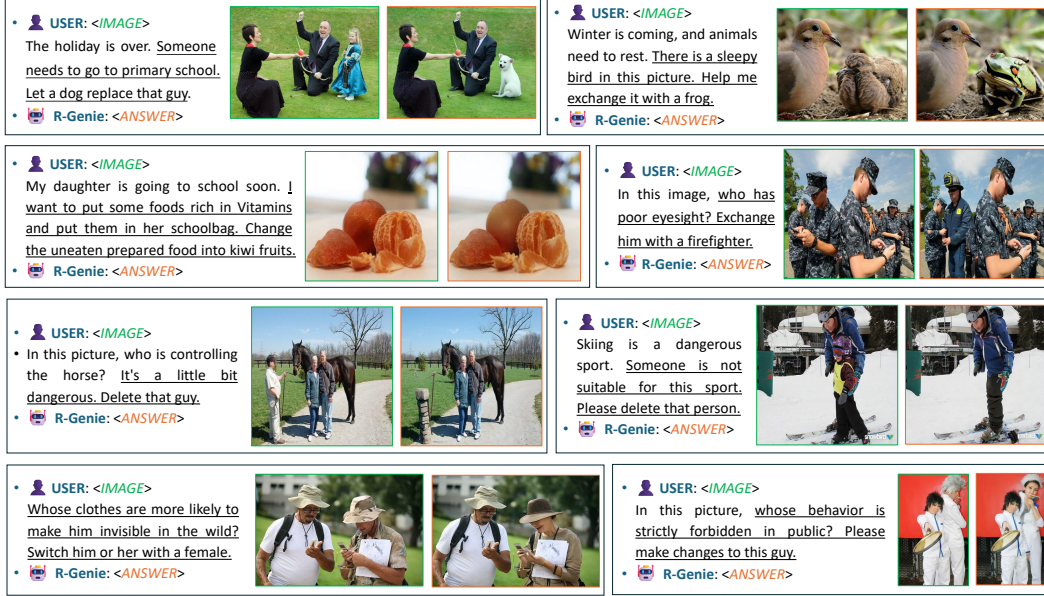 USER: <IMAGE>
The holiday is over. Someone
needs to go to primary school.
Let a dog replace that guy.
R-Genie: <ANSWER>
USER: <IMAGE>
Winter is coming, and animals
need to rest. There is a sleepy
bird in this picture. Help me
exchange it with a frog.
R-Genie: <ANSWER>
USER: <IMAGE>
My daughter is going to school soon. I
want to put some foods rich in Vitamins
and put them in her schoolbag. Change
the uneaten prepared food into kiwi fruits.
R-Genie: <ANSWER>
USER: <IMAGE>
In this image, who has
poor eyesight? Exchange
him with a firefighter.
R-Genie: <ANSWER>
USER: <IMAGE>
In this picture, who is controlling
the horse? It's a little bit
dangerous. Delete that guy.
R-Genie: <ANSWER>
USER: <IMAGE>
Skiing is a dangerous
sport. Someone is not
suitable for this sport.
Please delete that person.
R-Genie: <ANSWER>
USER: <IMAGE>
Whose clothes are more likely to
make him invisible in the wild?
Switch him or her with a female.
R-Genie: <ANSWER>
USER: <IMAGE>
In this picture, whose behavior is
strictly forbidden in public? Please
make changes to this guy.
R-Genie: <ANSWER>